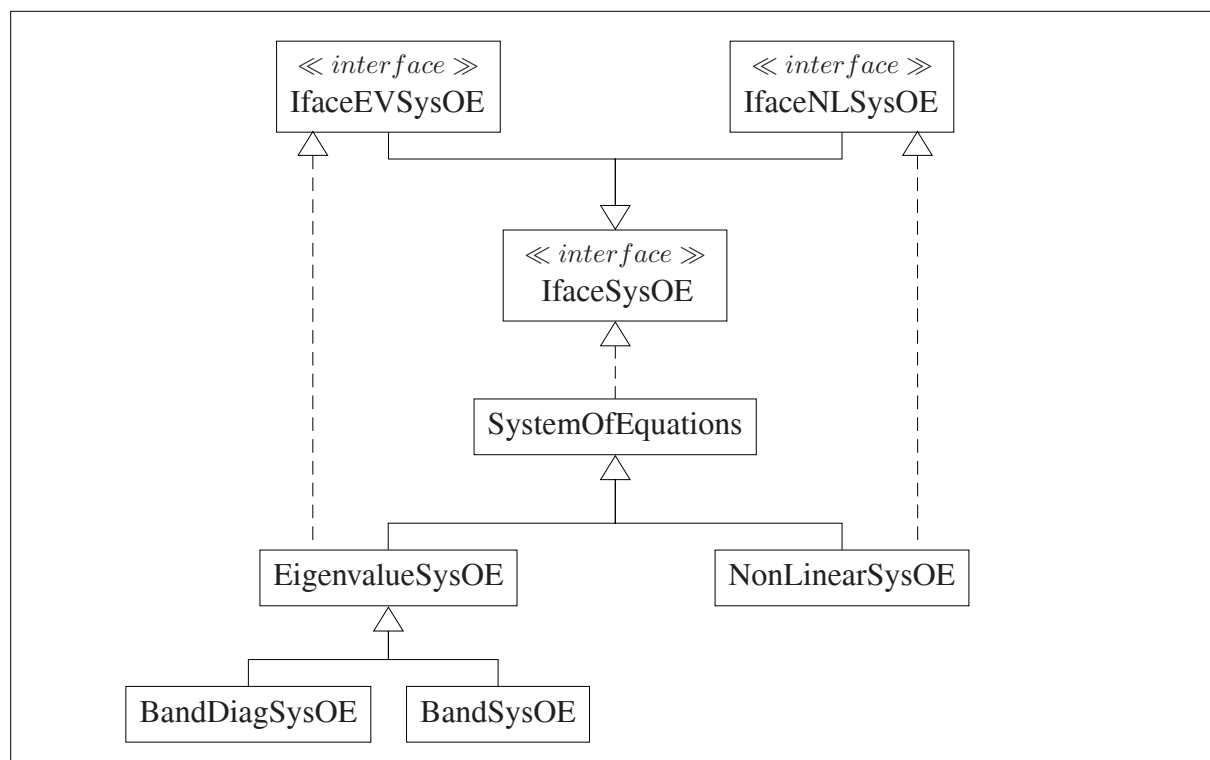 ≪ interface ≫
IfaceEVSysOE
≪ interface ≫
IfaceNLSysOE
≪ interface ≫
IfaceSysOE
SystemOfEquations
EigenvalueSysOE
NonLinearSysOE
BandDiagSysOE
BandSysOE